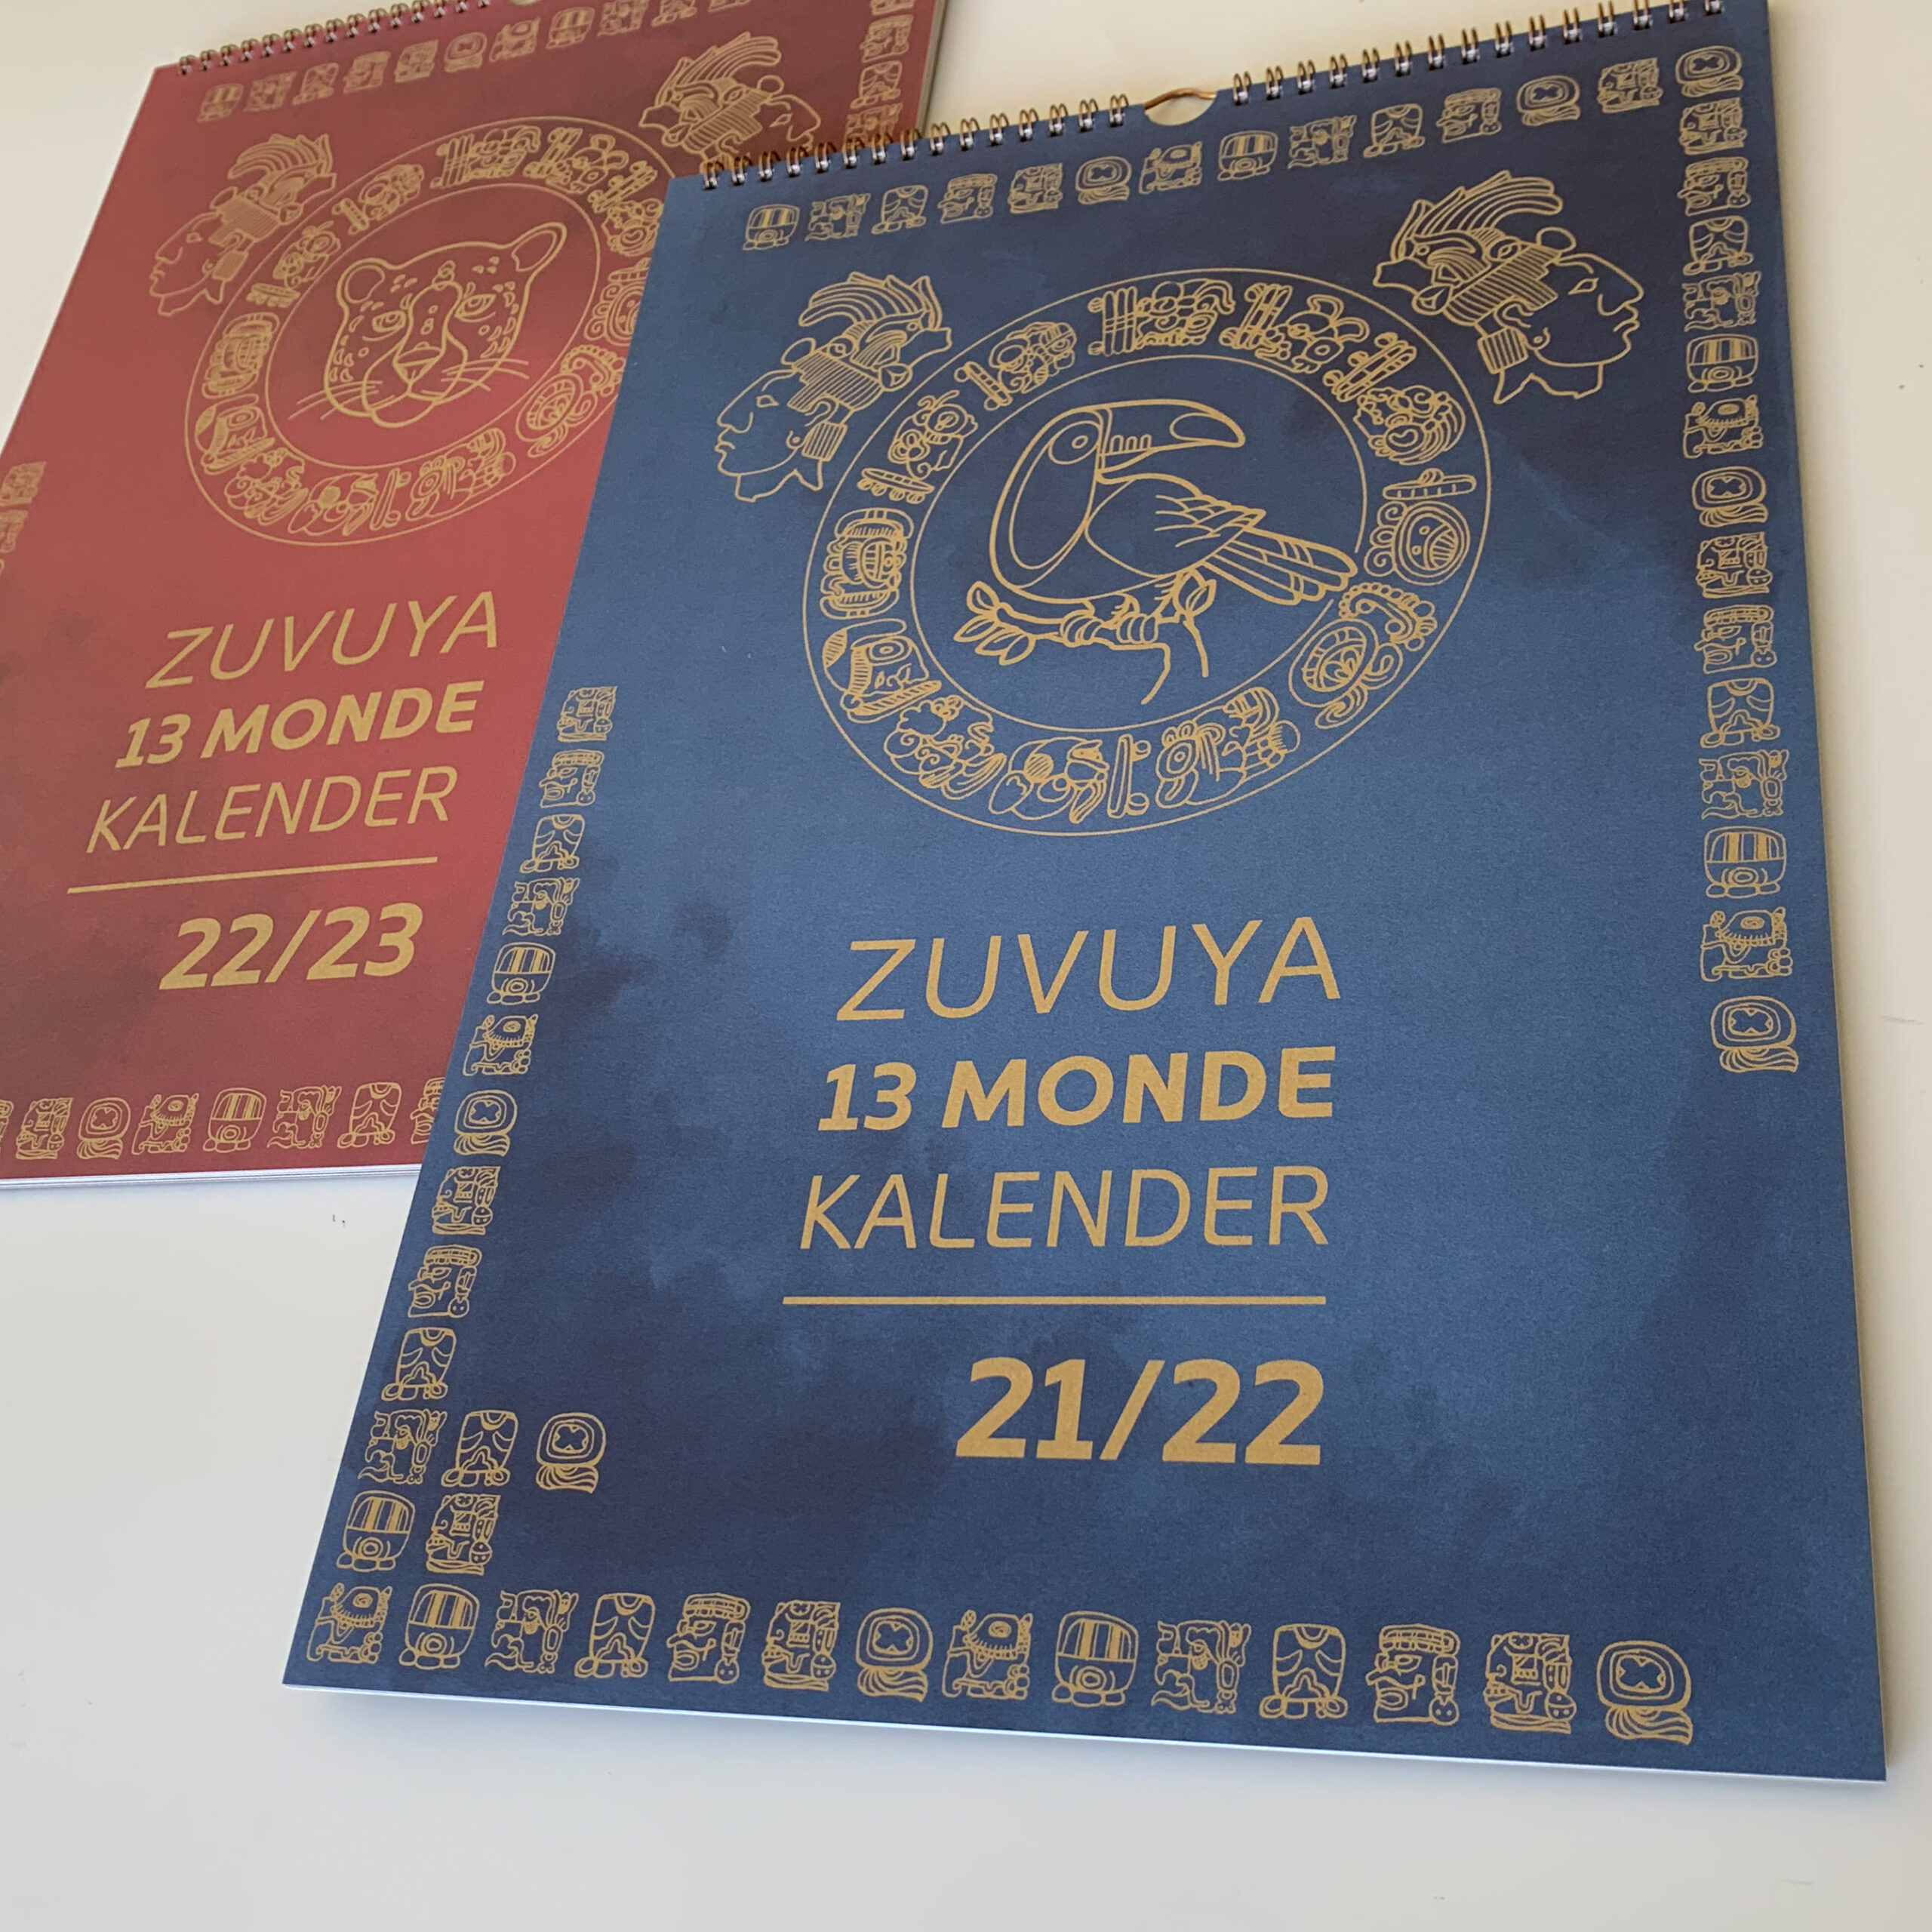 ZUVUYA
13 MONDE
KALENDER
22/23
ZUVUYA
13 MONDE
KALENDER
21/22